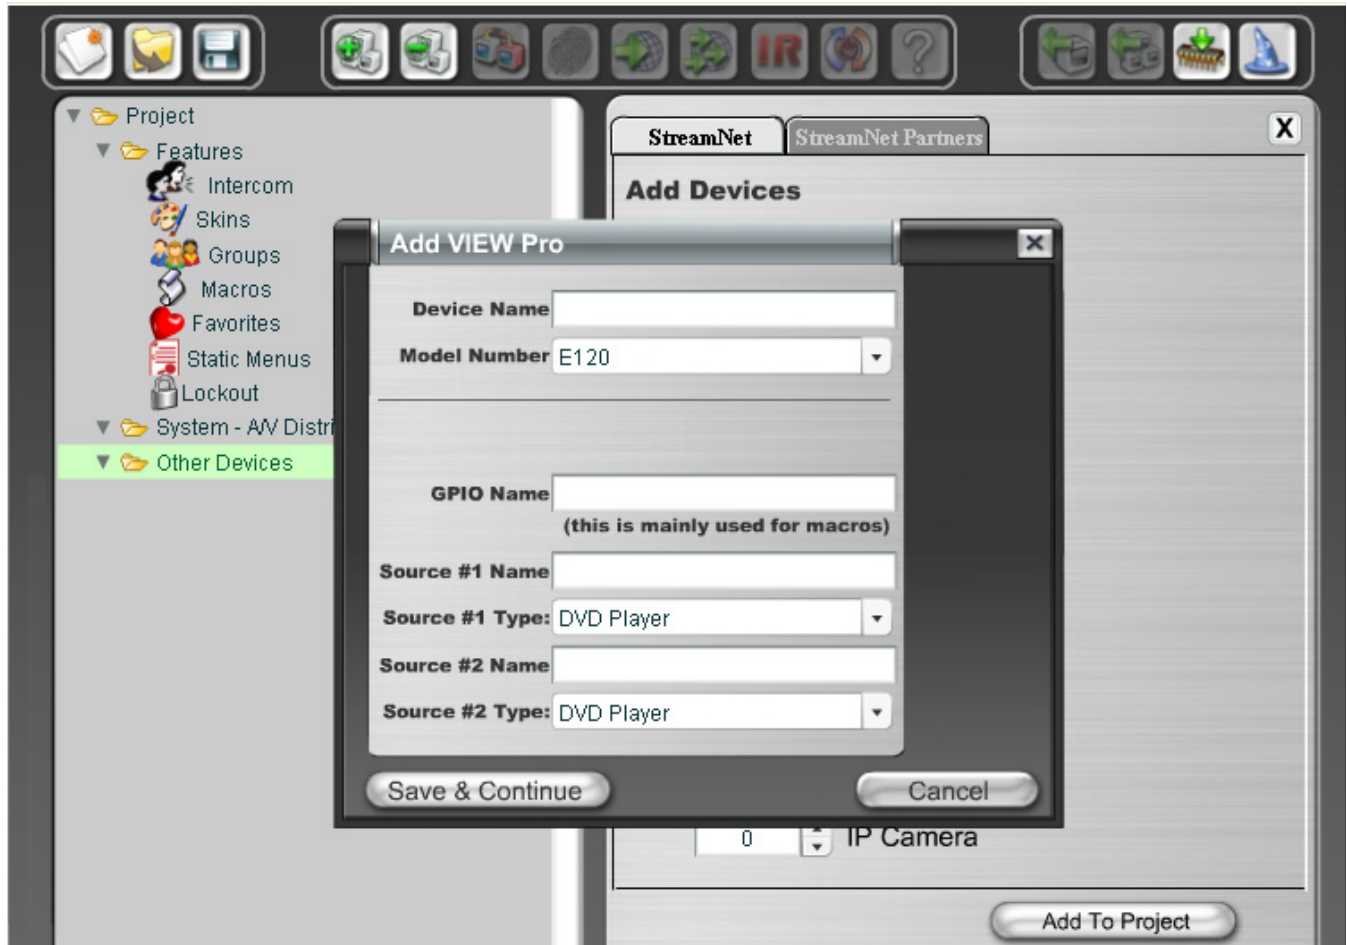 IR
?
Project
Features
Intercom
Skins
Groups
Macros
Favorites
Static Menus
Lockout
System - A/V Distri
Other Devices
StreamNet
StreamNet Partners
X
Add Devices
Add VIEW Pro
Device Name
Model Number E120
GPIO Name
(this is mainly used for macros)
Source #1 Name
Source #1 Type: DVD Player
Source #2 Name
Source #2 Type: DVD Player
Save & Continue
Cancel
0 IP Camera
Add To Project